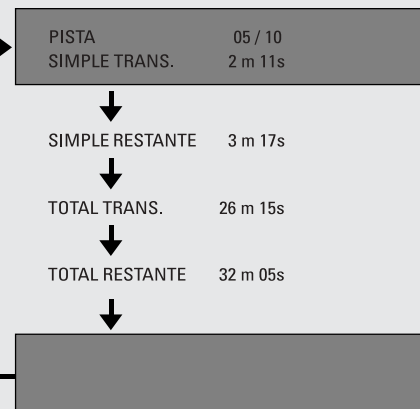 PISTA 05 / 10
SIMPLE TRANS. 2 m 11s
SIMPLE RESTANTE 3 m 17s
TOTAL TRANS. 26 m 15s
TOTAL RESTANTE 32 m 05s